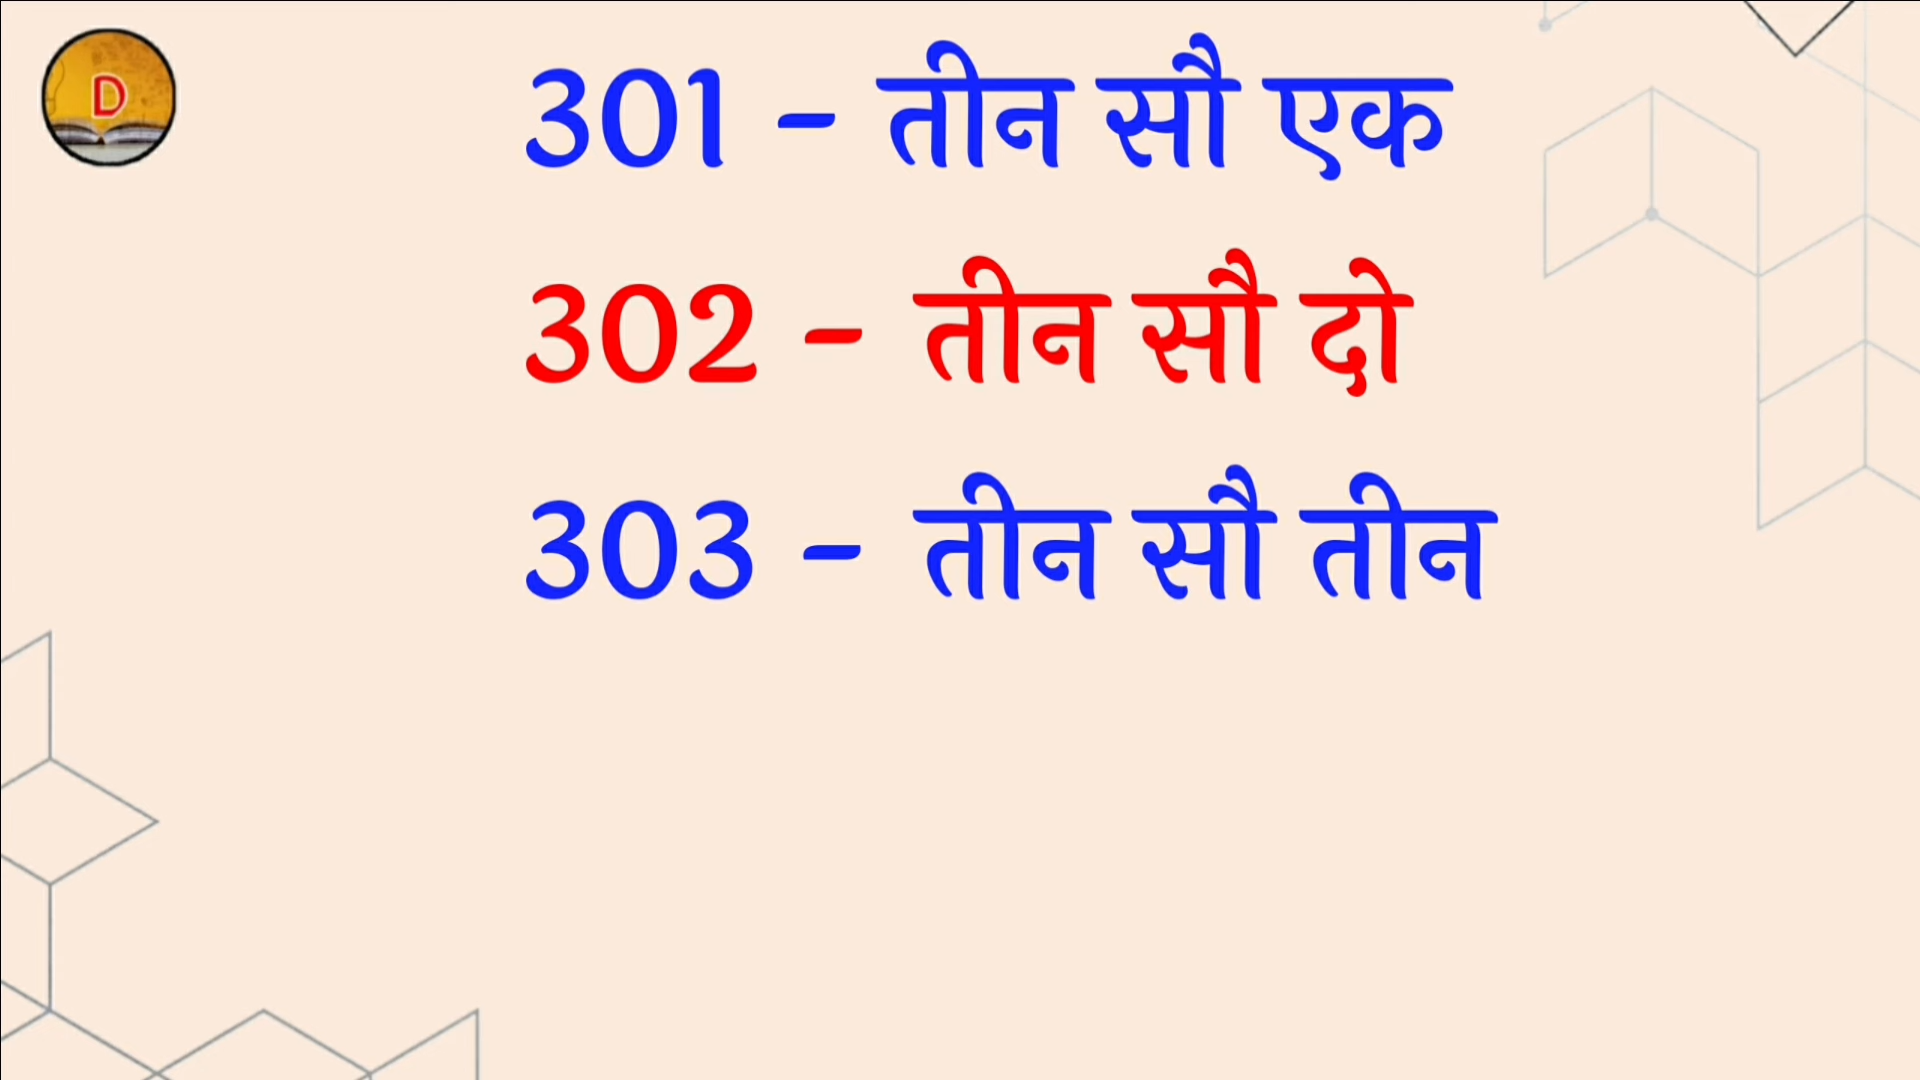 D
301 - तीन सौ एक
302 - तीन सौ दो
303 - तीन सौ तीन